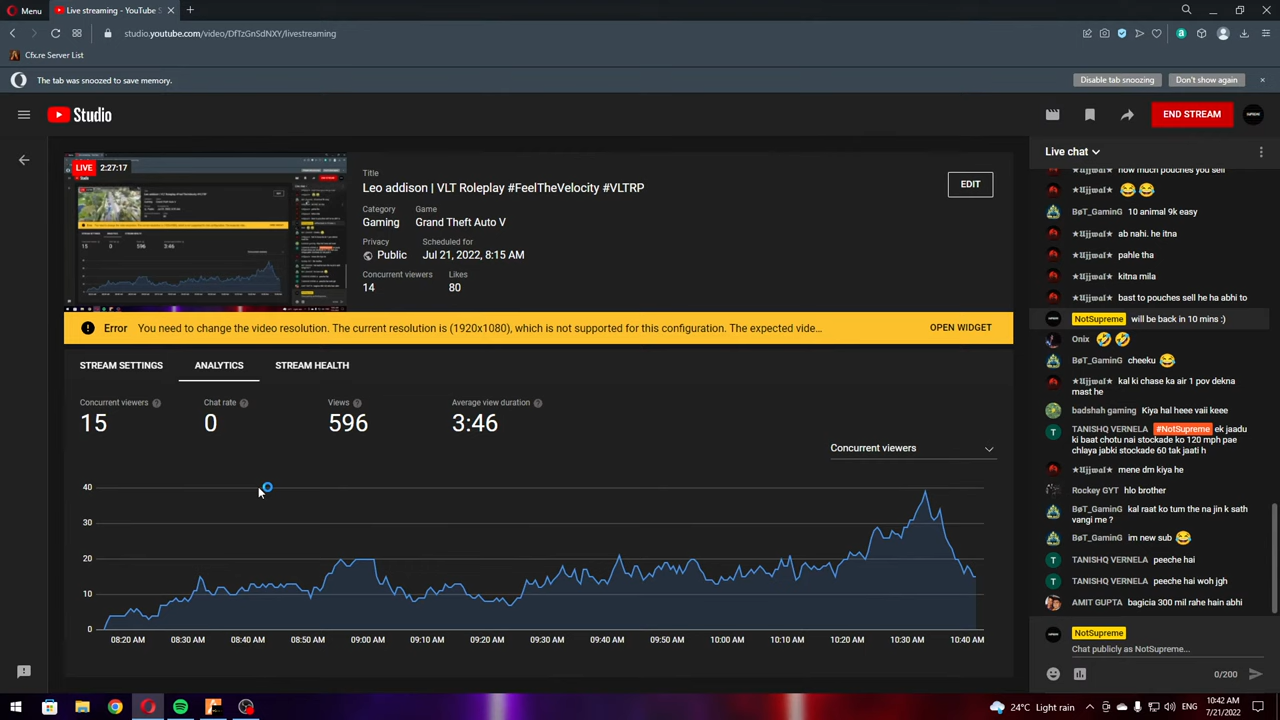 Menu
Live streaming - YouTube S
studio.youtube.com/video/DfTzGnSdNXY/livestreaming
Cfx.re Server List
The tab was snoozed to save memory.
Disable tab snoozing
Don't show again
Studio
END STREAM
LIVE 2:27:17
Title
Leo addison | VLT Roleplay #FeelTheVelocity #VLTRP
EDIT
Category Game
Gaming Grand Theft Auto V
Privacy Scheduled for
Public Jul 21, 2022, 8:15 AM
Concurrent viewers Likes
14 80
Error You need to change the video resolution. The current resolution is (1920x1080), which is not supported for this configuration. The expected vide...
OPEN WIDGET
STREAM SETTINGS ANALYTICS STREAM HEALTH
Concurrent viewers Chat rate Views Average view duration
15 0 596 3:46
Concurrent viewers
40
30
20
10
0
08:20 AM 08:30 AM 08:40 AM 08:50 AM 09:00 AM 09:10 AM 09:20 AM 09:30 AM 09:40 AM 09:50 AM 10:00 AM 10:10 AM 10:20 AM 10:30 AM 10:40 AM
Live chat
how much pouches you sell
😂 😂
BøT_GaminG 10 animal 9k easy
ab nahi. he itna
pahle tha
kitna mila
bast to pouches sell he ha abhi to
NotSupreme will be back in 10 mins :)
Onix 🤣 🤣
BøT_GaminG cheeku 😂
kal ki chase ka air 1 pov dekna
mast he
badshah gaming Kiya hal heee vaii keee
TANISHQ VERNELA #NotSupreme ek jaadu
ki baat chotu nai stockade ko 120 mph pae
chlaya jabki stockade 60 tak jaati h
mene dm kiya he
Rockey GYT hlo brother
BøT_GaminG kal raat ko tum the na jin k sath
vangi me ?
BøT_GaminG im new sub 😂
TANISHQ VERNELA peeche hai
TANISHQ VERNELA peeche hai woh jgh
AMIT GUPTA bagicia 300 mil rahe hain abhi
NotSupreme
Chat publicly as NotSupreme...
0/200
24°C Light rain
ENG
10:42 AM
7/21/2022